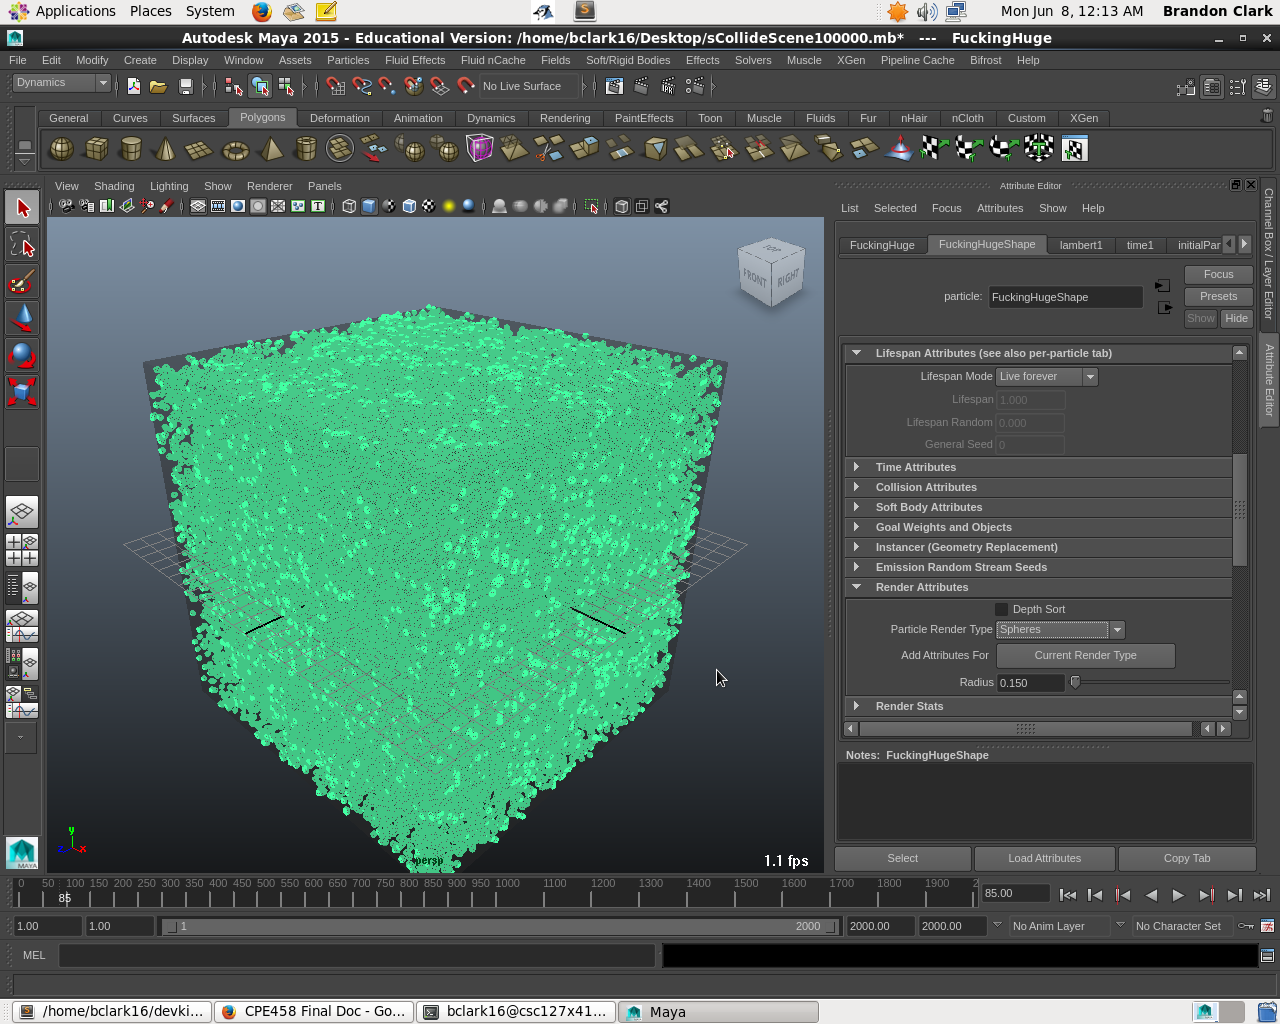 Applications Places System Mon Jun 8, 12:13 AM Brandon Clark
Autodesk Maya 2015 - Educational Version: /home/bclark16/Desktop/sCollideScene100000.mb* --- FuckingHuge
File Edit Modify Create Display Window Assets Particles Fluid Effects Fluid nCache Fields Soft/Rigid Bodies Effects Solvers Muscle XGen Pipeline Cache Bifrost Help
Dynamics No Live Surface
General Curves Surfaces Polygons Deformation Animation Dynamics Rendering PaintEffects Toon Muscle Fluids Fur nHair nCloth Custom XGen
View Shading Lighting Show Renderer Panels
TOP
FRONT RIGHT
persp
1.1 fps
y
z x
MAYA
Attribute Editor
List Selected Focus Attributes Show Help
FuckingHuge FuckingHugeShape lambert1 time1 initialPar
Focus
particle: FuckingHugeShape Presets
Show Hide
Lifespan Attributes (see also per-particle tab)
Lifespan Mode Live forever
Lifespan 1.000
Lifespan Random 0.000
General Seed 0
Time Attributes
Collision Attributes
Soft Body Attributes
Goal Weights and Objects
Instancer (Geometry Replacement)
Emission Random Stream Seeds
Render Attributes
Depth Sort
Particle Render Type Spheres
Add Attributes For Current Render Type
Radius 0.150
Render Stats
Notes: FuckingHugeShape
Select Load Attributes Copy Tab
Channel Box / Layer Editor
Attribute Editor
0 50 100 150 200 250 300 350 400 450 500 550 600 650 700 750 800 850 900 1000 1100 1200 1300 1400 1500 1600 1700 1800 1900 2
85
85.00
1.00 1.00 1 2000 2000.00 2000.00 No Anim Layer No Character Set
MEL
/home/bclark16/devki... CPE458 Final Doc - Go... bclark16@csc127x41... Maya